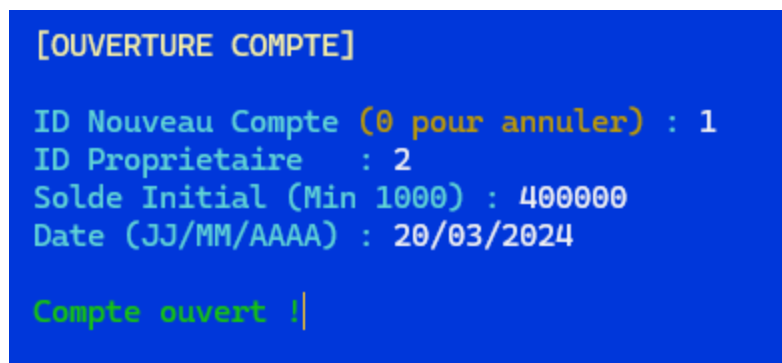 [OUVERTURE COMPTE]
ID Nouveau Compte (0 pour annuler) : 1
ID Proprietaire   : 2
Solde Initial (Min 1000) : 400000
Date (JJ/MM/AAAA) : 20/03/2024
Compte ouvert !